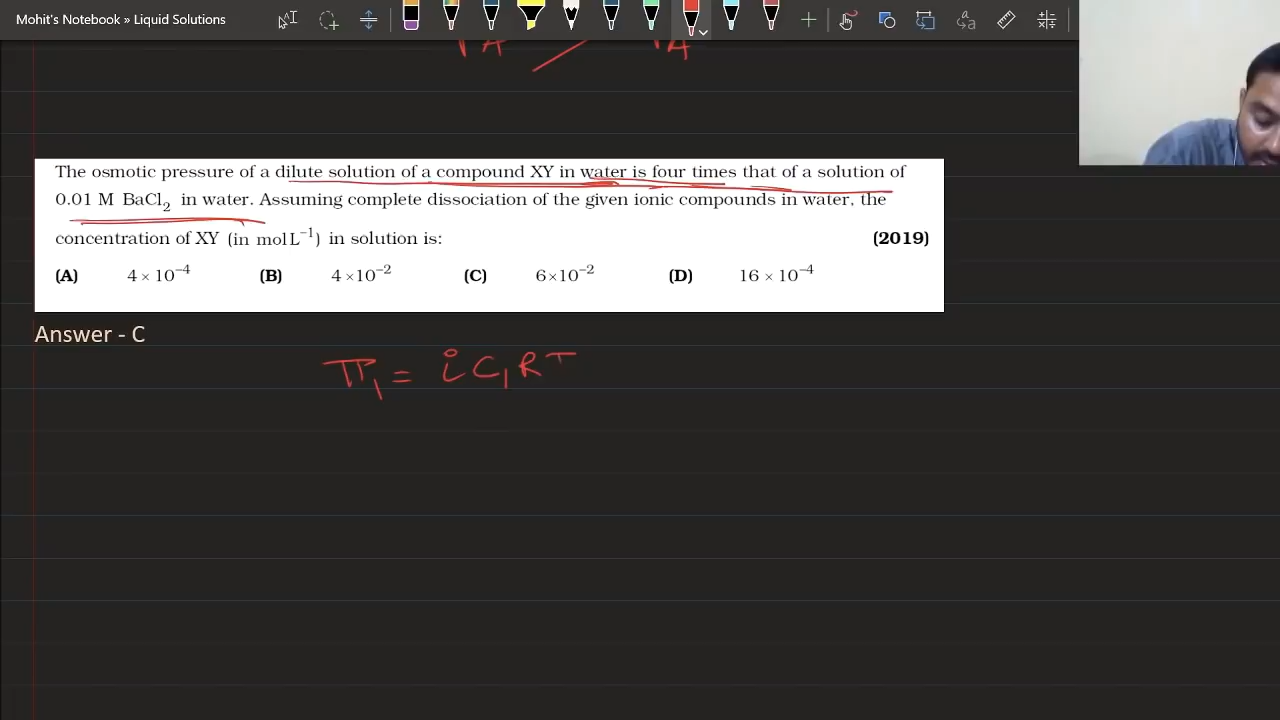 Mohit's Notebook » Liquid Solutions
The osmotic pressure of a dilute solution of a compound XY in water is four times that of a solution of
0.01 M BaCl₂ in water. Assuming complete dissociation of the given ionic compounds in water, the
concentration of XY (in mol L⁻¹) in solution is: (2019)
(A) 4 × 10⁻⁴ (B) 4 ×10⁻² (C) 6×10⁻² (D) 16 × 10⁻⁴
Answer - C
π₁ = i C₁ R T